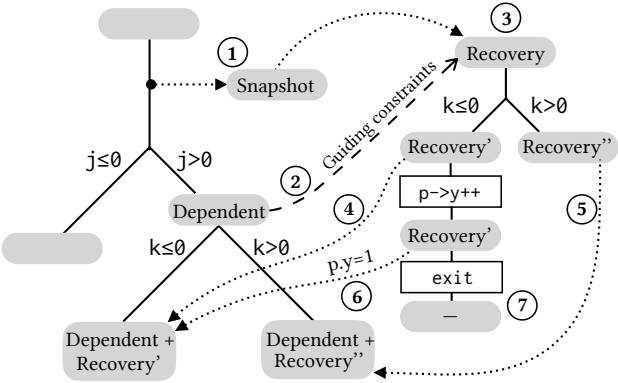 1
3
Snapshot
Recovery
Guiding constraints
j≤0
j>0
k≤0
k>0
Recovery'
Recovery''
2
p->y++
Dependent
4
5
Recovery'
k≤0
k>0
p.y=1
exit
6
7
—
Dependent +
Recovery'
Dependent +
Recovery''